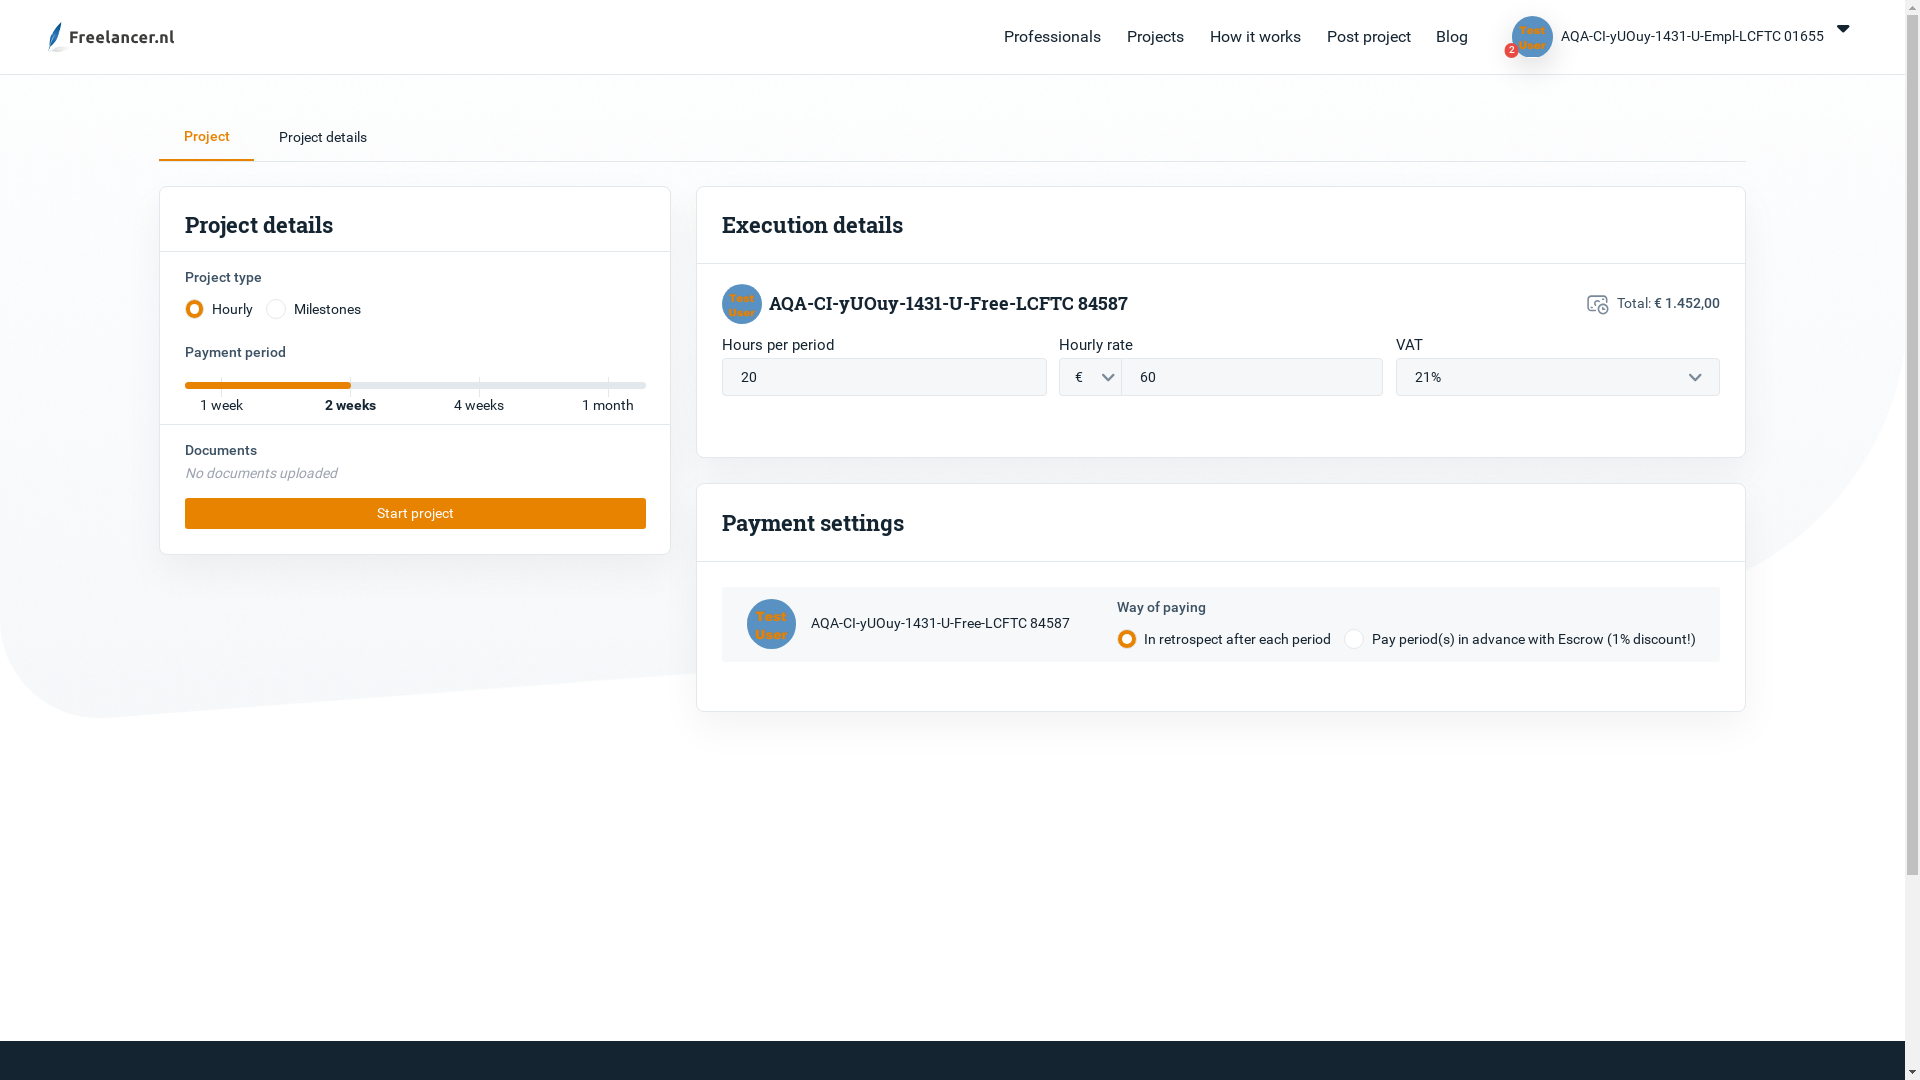 Freelancer.nl
Professionals
Projects
How it works
Post project
Blog
Test
User
2
AQA-CI-yUOuy-1431-U-Empl-LCFTC 01655
Project
Project details
Project details
Project type
Hourly
Milestones
Payment period
1 week
2 weeks
4 weeks
1 month
Documents
No documents uploaded
Start project
Execution details
Test
User
AQA-CI-yUOuy-1431-U-Free-LCFTC 84587
Total: € 1.452,00
Hours per period
Hourly rate
VAT
20
€
60
21%
Payment settings
Test
User
AQA-CI-yUOuy-1431-U-Free-LCFTC 84587
Way of paying
In retrospect after each period
Pay period(s) in advance with Escrow (1% discount!)